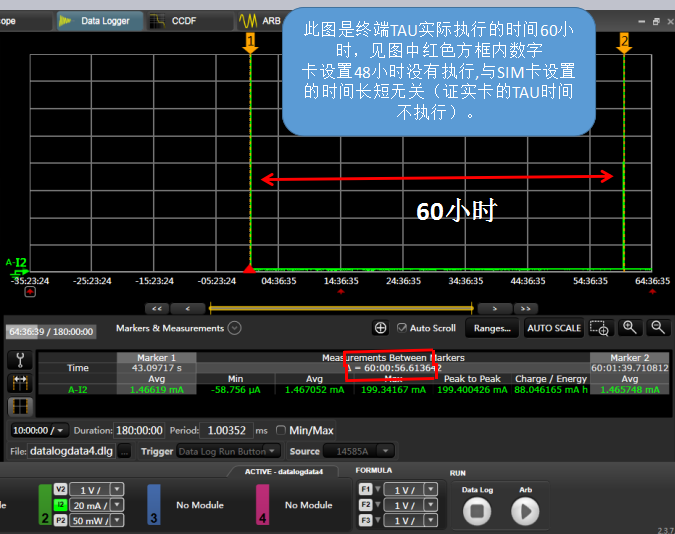 ope
Data Logger
CCDF
ARB
此图是终端TAU实际执行的时间60小
时，见图中红色方框内数字
卡设置48小时没有执行,与SIM卡设置
的时间长短无关（证实卡的TAU时间
不执行）。
1
2
60小时
A-I2
-35:23:24
-25:23:24
-15:23:24
-05:23:24
04:36:35
14:36:35
24:36:35
34:36:35
44:36:35
54:36:35
64:36:35
<<
<
>
>>
64:36:39 / 180:00:00
Markers & Measurements
Auto Scroll
Ranges...
AUTO SCALE
Marker 1
Measurements Between Markers
Marker 2
Time
43.09717 s
Δ = 60:00:56.613642
60:01:39.710812
Avg
Min
Avg
Max
Peak to Peak
Charge / Energy
Avg
A-I2
1.46619 mA
-58.756 µA
1.467052 mA
199.34167 mA
199.400426 mA
88.046165 mA h
1.465748 mA
10:00:00 /
Duration:
180:00:00
Period:
1.00352
ms
Min/Max
File:
datalogdata4.dlg
...
Trigger
Data Log Run Button
Source
14585A
ACTIVE - datalogdata4
FORMULA
RUN
le
2
V2
1 V /
I2
20 mA /
P2
50 mW /
3
No Module
4
No Module
F1
1 V /
F2
1 V /
F3
1 V /
Data Log
Arb
2.3.7